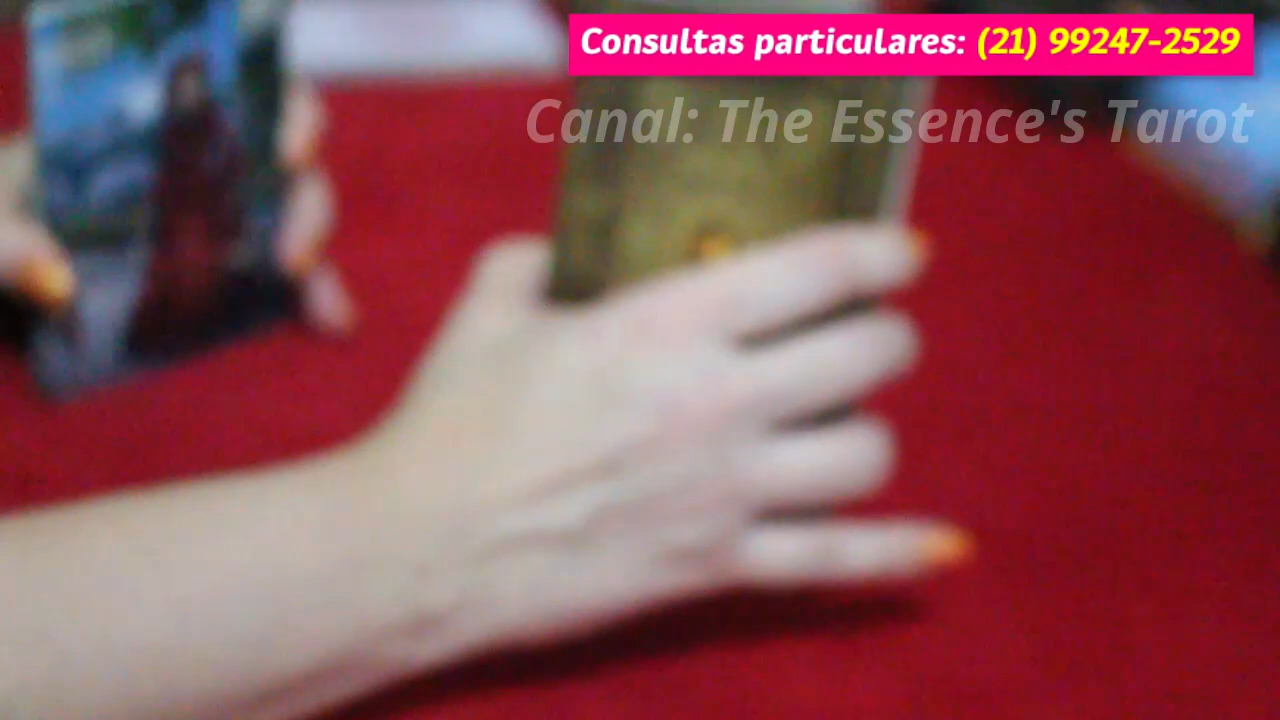 Consultas particulares: (21) 99247-2529
Canal: The Essence's Tarot